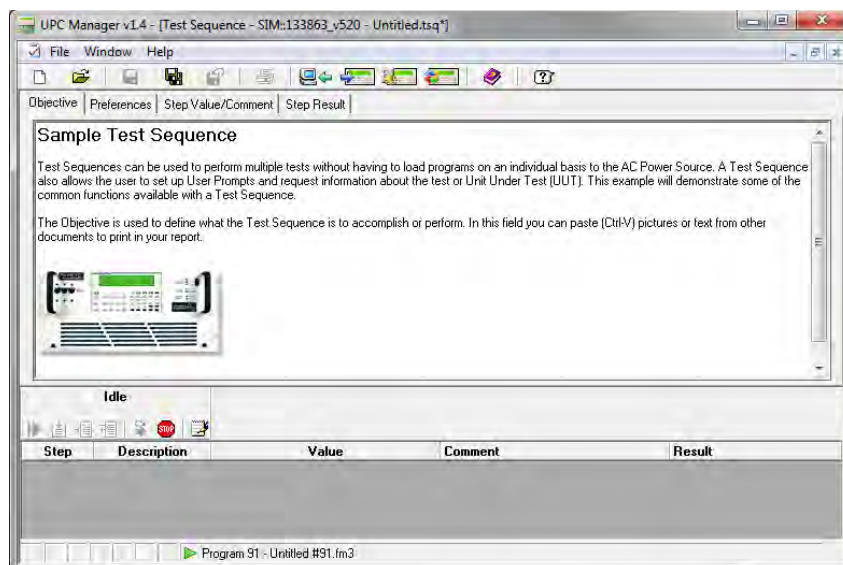 UPC Manager v1.4 - [Test Sequence - SIM::133863_v520 - Untitled.tsq*]
File Window Help
Objective Preferences Step Value/Comment Step Result
Sample Test Sequence
Test Sequences can be used to perform multiple tests without having to load programs on an individual basis to the AC Power Source. A Test Sequence
also allows the user to set up User Prompts and request information about the test or Unit Under Test (UUT). This example will demonstrate some of the
common functions available with a Test Sequence.
The Objective is used to define what the Test Sequence is to accomplish or perform. In this field you can paste (Ctrl-V) pictures or text from other
documents to print in your report.
Idle
STOP
Step Description Value Comment Result
Program 91 - Untitled #91.fm3